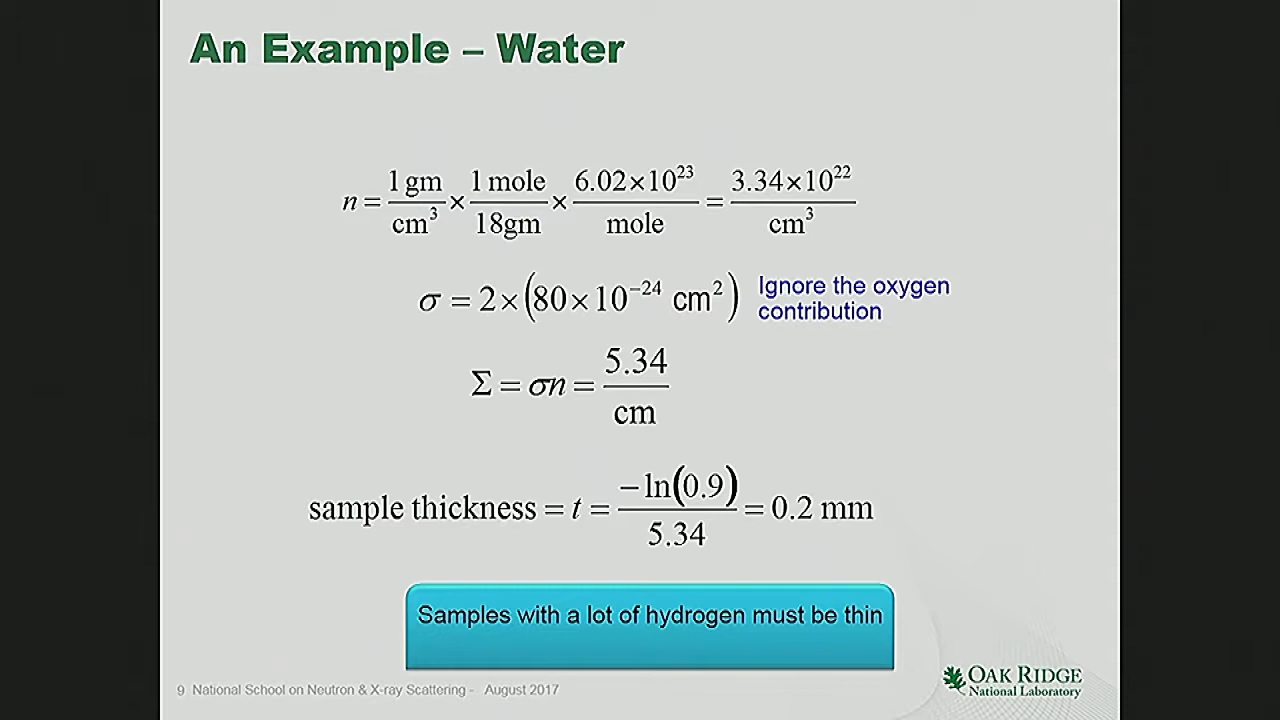 An Example – Water
n = 1 gm/cm³ × 1 mole/18gm × 6.02×10²³/mole = 3.34×10²²/cm³
σ = 2×(80×10⁻²⁴ cm²) Ignore the oxygen
contribution
Σ = σn = 5.34/cm
sample thickness = t = −ln(0.9)/5.34 = 0.2 mm
Samples with a lot of hydrogen must be thin
9 National School on Neutron & X-ray Scattering - August 2017
OAK RIDGE
National Laboratory